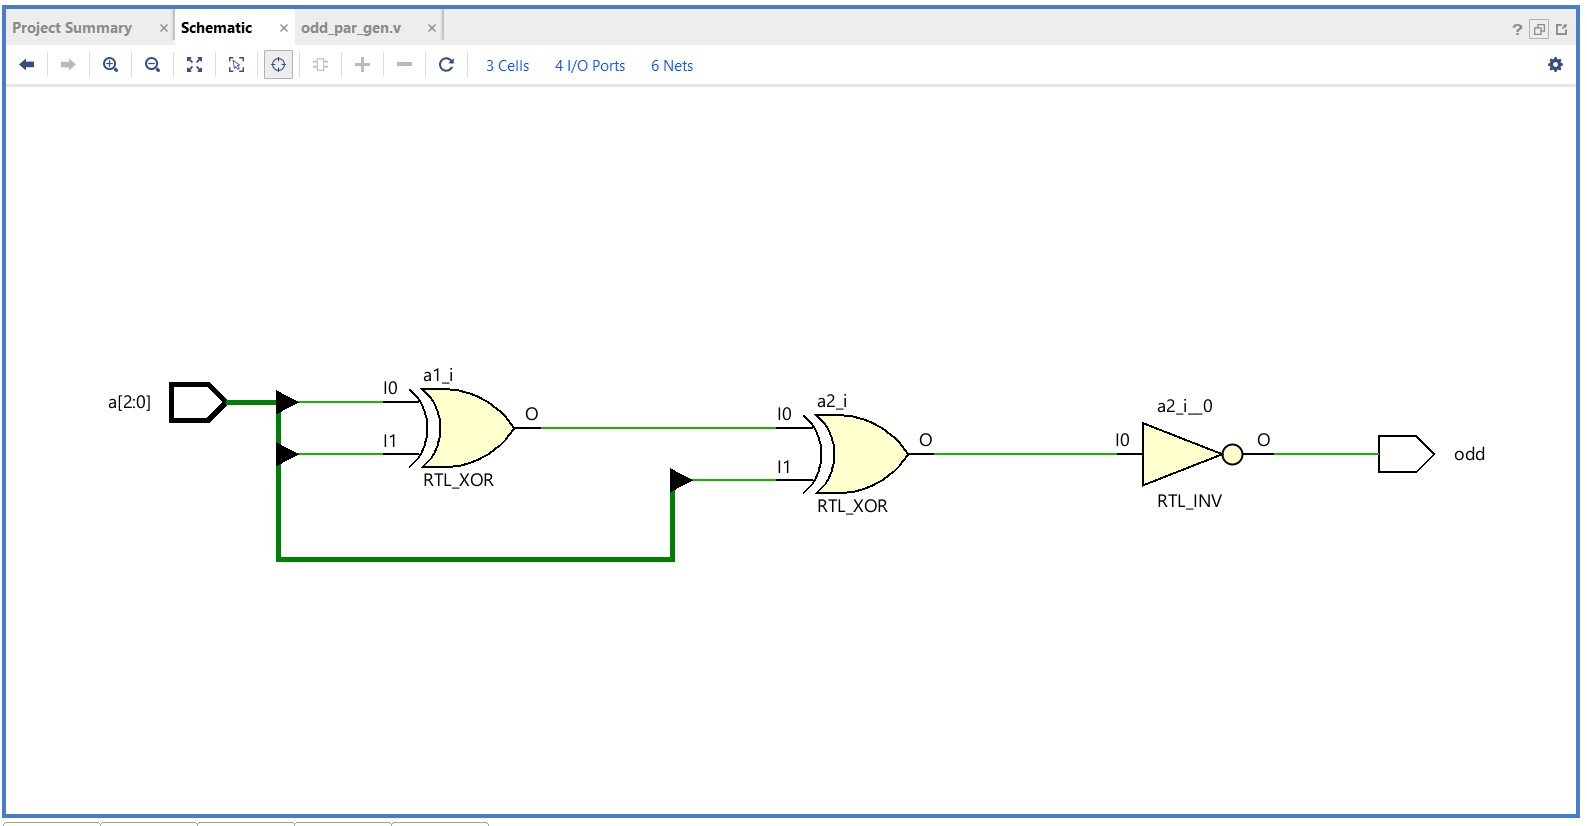 Project Summary × Schematic × odd_par_gen.v × ?
3 Cells 4 I/O Ports 6 Nets
a[2:0]
I0 a1_i
I1 O
RTL_XOR
I0 a2_i
I1 O
RTL_XOR
a2_i__0
I0 O
RTL_INV
odd